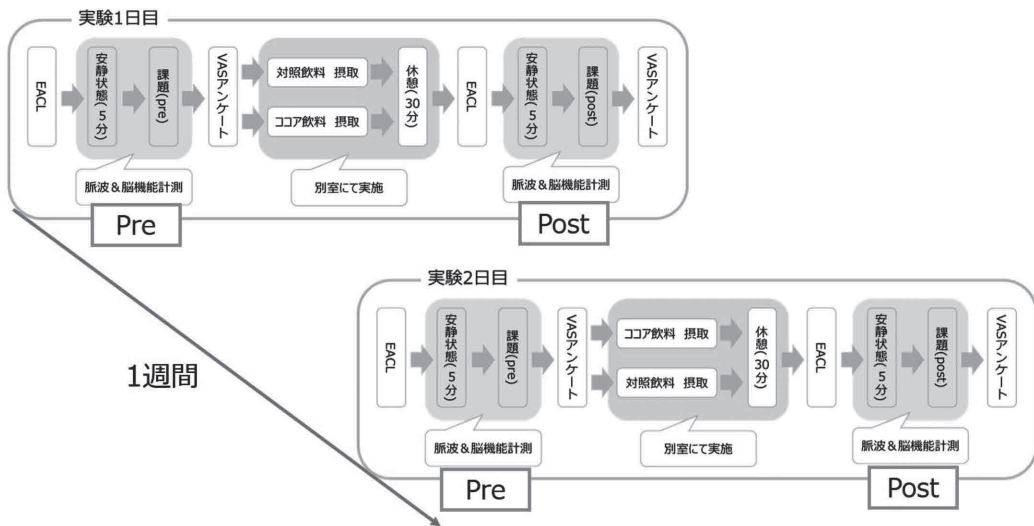 実験1日目
EACL
安静状態(5分)
課題(pre)
VASアンケート
対照飲料 摂取
ココア飲料 摂取
休憩(30分)
EACL
安静状態(5分)
課題(post)
VASアンケート
脈波&脳機能計測
別室にて実施
脈波&脳機能計測
Pre
Post
1週間
実験2日目
EACL
安静状態(5分)
課題(pre)
VASアンケート
ココア飲料 摂取
対照飲料 摂取
休憩(30分)
EACL
安静状態(5分)
課題(post)
VASアンケート
脈波&脳機能計測
別室にて実施
脈波&脳機能計測
Pre
Post